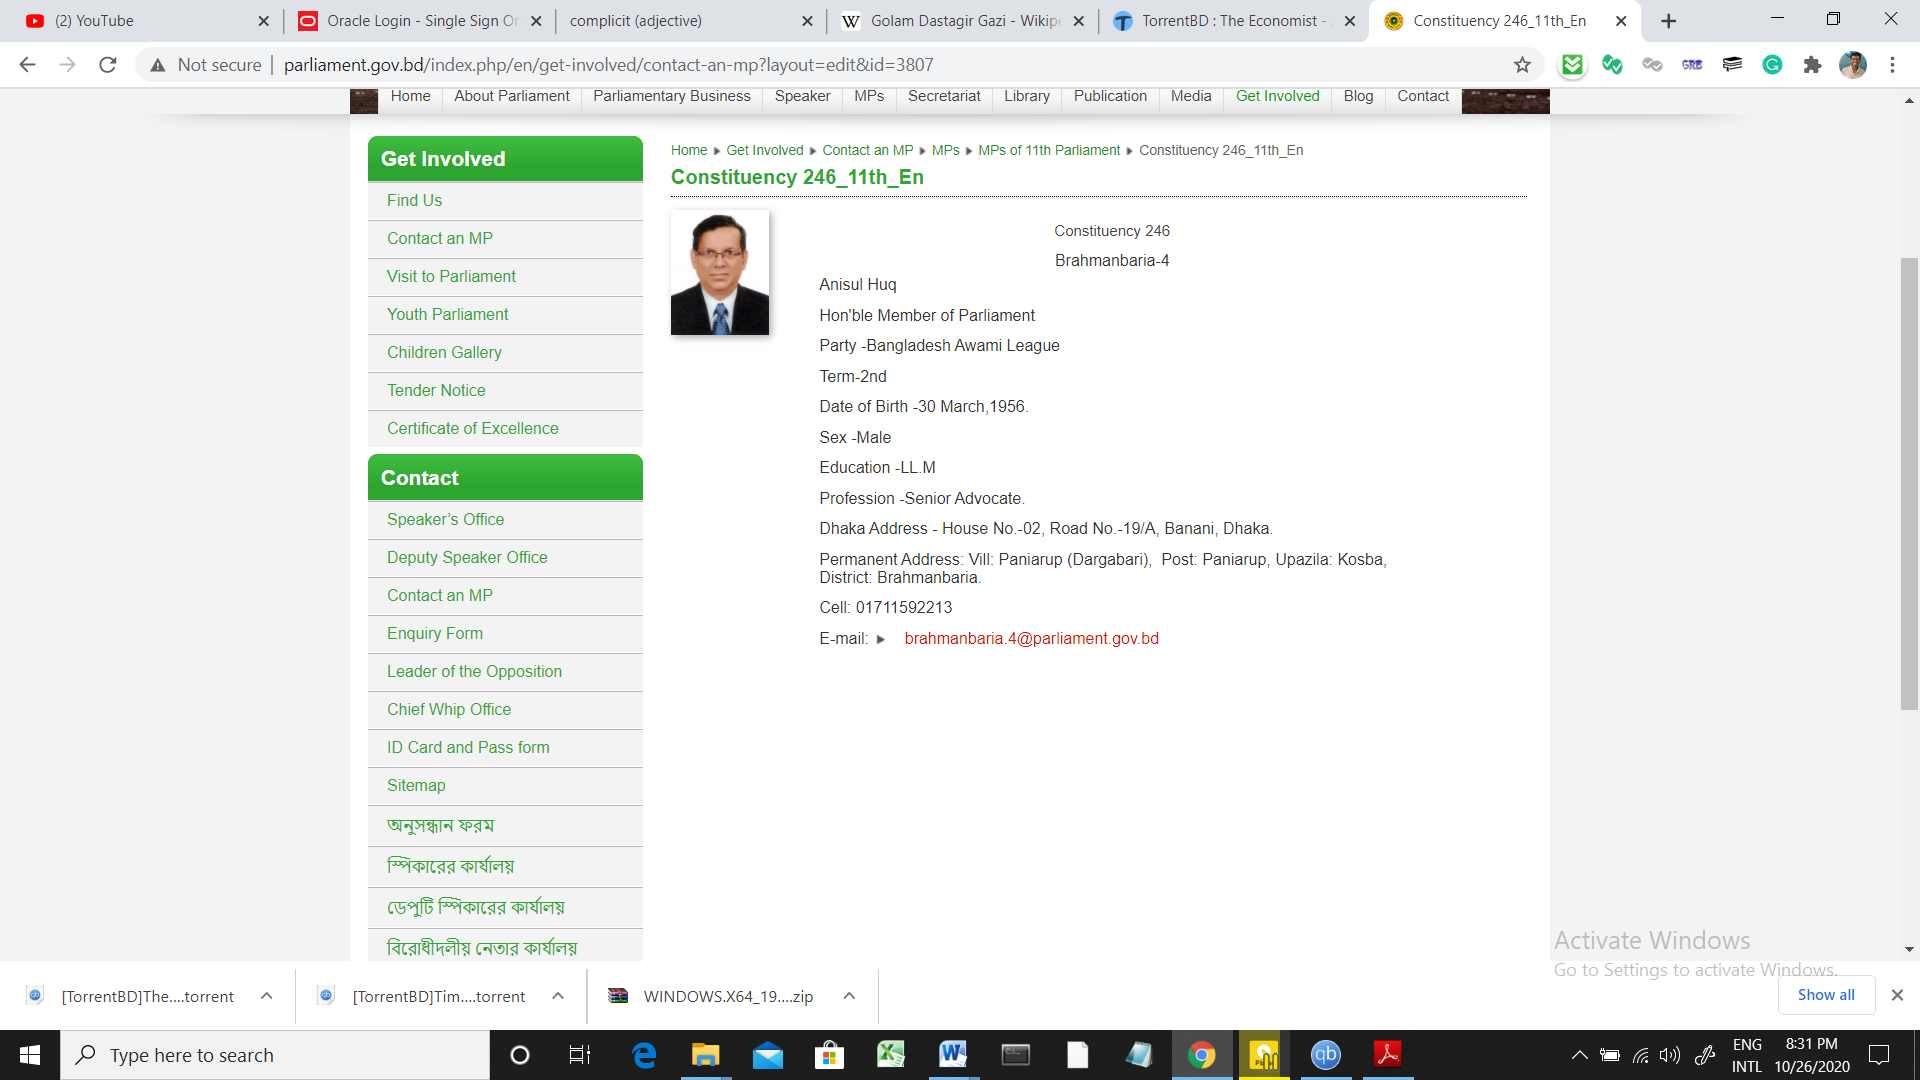 (2) YouTube
Oracle Login - Single Sign On
complicit (adjective)
Golam Dastagir Gazi - Wikipe
TorrentBD : The Economist -
Constituency 246_11th_En
Not secure
parliament.gov.bd/index.php/en/get-involved/contact-an-mp?layout=edit&id=3807
GRE
Home
About Parliament
Parliamentary Business
Speaker
MPs
Secretariat
Library
Publication
Media
Get Involved
Blog
Contact
Get Involved
Find Us
Contact an MP
Visit to Parliament
Youth Parliament
Children Gallery
Tender Notice
Certificate of Excellence
Contact
Speaker's Office
Deputy Speaker Office
Contact an MP
Enquiry Form
Leader of the Opposition
Chief Whip Office
ID Card and Pass form
Sitemap
অনুসন্ধান ফরম
স্পিকারের কার্যালয়
ডেপুটি স্পিকারের কার্যালয়
বিরোধীদলীয় নেতার কার্যালয়
Home Get Involved Contact an MP MPs MPs of 11th Parliament Constituency 246_11th_En
Constituency 246_11th_En
Constituency 246
Brahmanbaria-4
Anisul Huq
Hon'ble Member of Parliament
Party -Bangladesh Awami League
Term-2nd
Date of Birth -30 March,1956.
Sex -Male
Education -LL.M
Profession -Senior Advocate.
Dhaka Address - House No.-02, Road No.-19/A, Banani, Dhaka.
Permanent Address: Vill: Paniarup (Dargabari),  Post: Paniarup, Upazila: Kosba,
District: Brahmanbaria.
Cell: 01711592213
E-mail: brahmanbaria.4@parliament.gov.bd
Activate Windows
Go to Settings to activate Windows.
[TorrentBD]The....torrent
[TorrentBD]Tim....torrent
WINDOWS.X64_19....zip
Show all
Type here to search
ENG
INTL
8:31 PM
10/26/2020